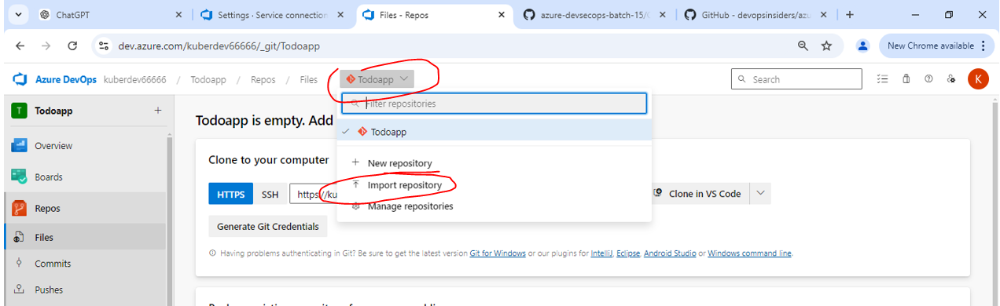 ChatGPT
Settings · Service connection
Files - Repos
azure-devsecops-batch-15/
GitHub - devopsinsiders/azu
dev.azure.com/kuberdev66666/_git/Todoapp
New Chrome available
Azure DevOps kuberdev66666 / Todoapp / Repos / Files Todoapp
Search
K
T Todoapp
Filter repositories
Todoapp is empty. Add
Todoapp
Overview
Clone to your computer
New repository
Boards
Import repository
HTTPS SSH https://ku
Clone in VS Code
Repos
Manage repositories
Generate Git Credentials
Files
Having problems authenticating in Git? Be sure to get the latest version Git for Windows or our plugins for IntelliJ, Eclipse, Android Studio or Windows command line.
Commits
Pushes